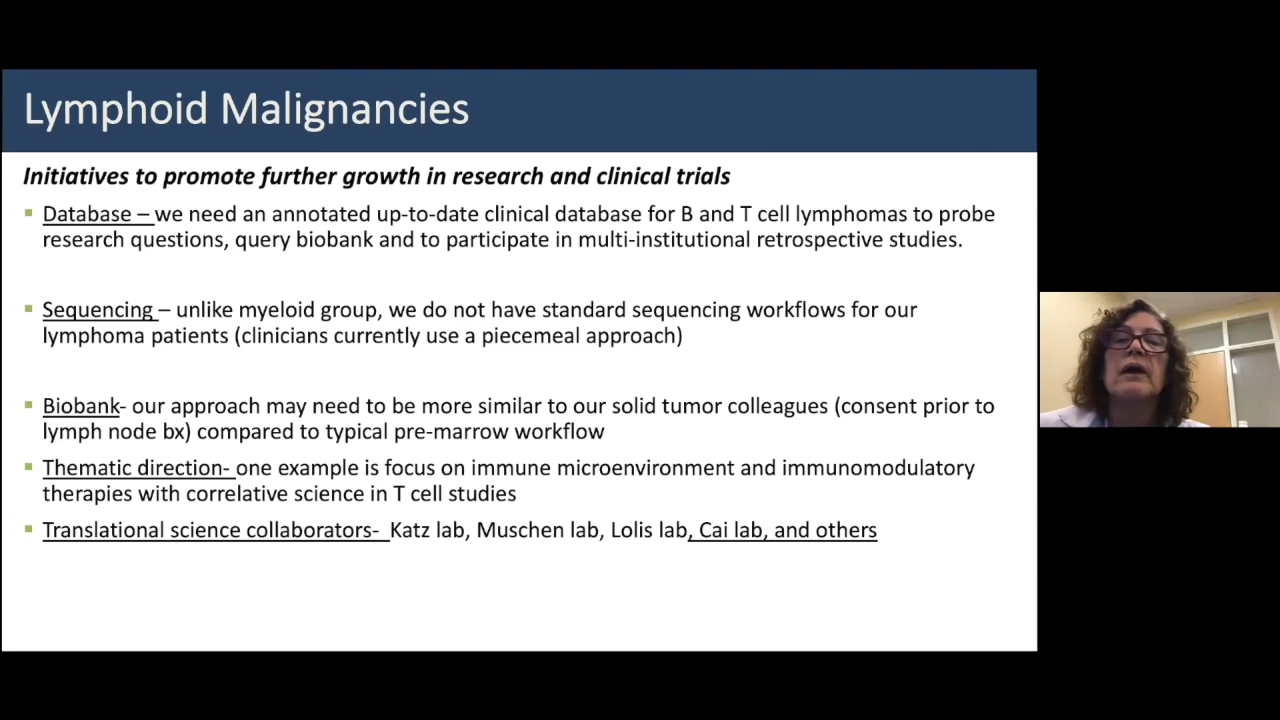 Lymphoid Malignancies
Initiatives to promote further growth in research and clinical trials
Database – we need an annotated up-to-date clinical database for B and T cell lymphomas to probe
research questions, query biobank and to participate in multi-institutional retrospective studies.
Sequencing – unlike myeloid group, we do not have standard sequencing workflows for our
lymphoma patients (clinicians currently use a piecemeal approach)
Biobank- our approach may need to be more similar to our solid tumor colleagues (consent prior to
lymph node bx) compared to typical pre-marrow workflow
Thematic direction- one example is focus on immune microenvironment and immunomodulatory
therapies with correlative science in T cell studies
Translational science collaborators- Katz lab, Muschen lab, Lolis lab, Cai lab, and others